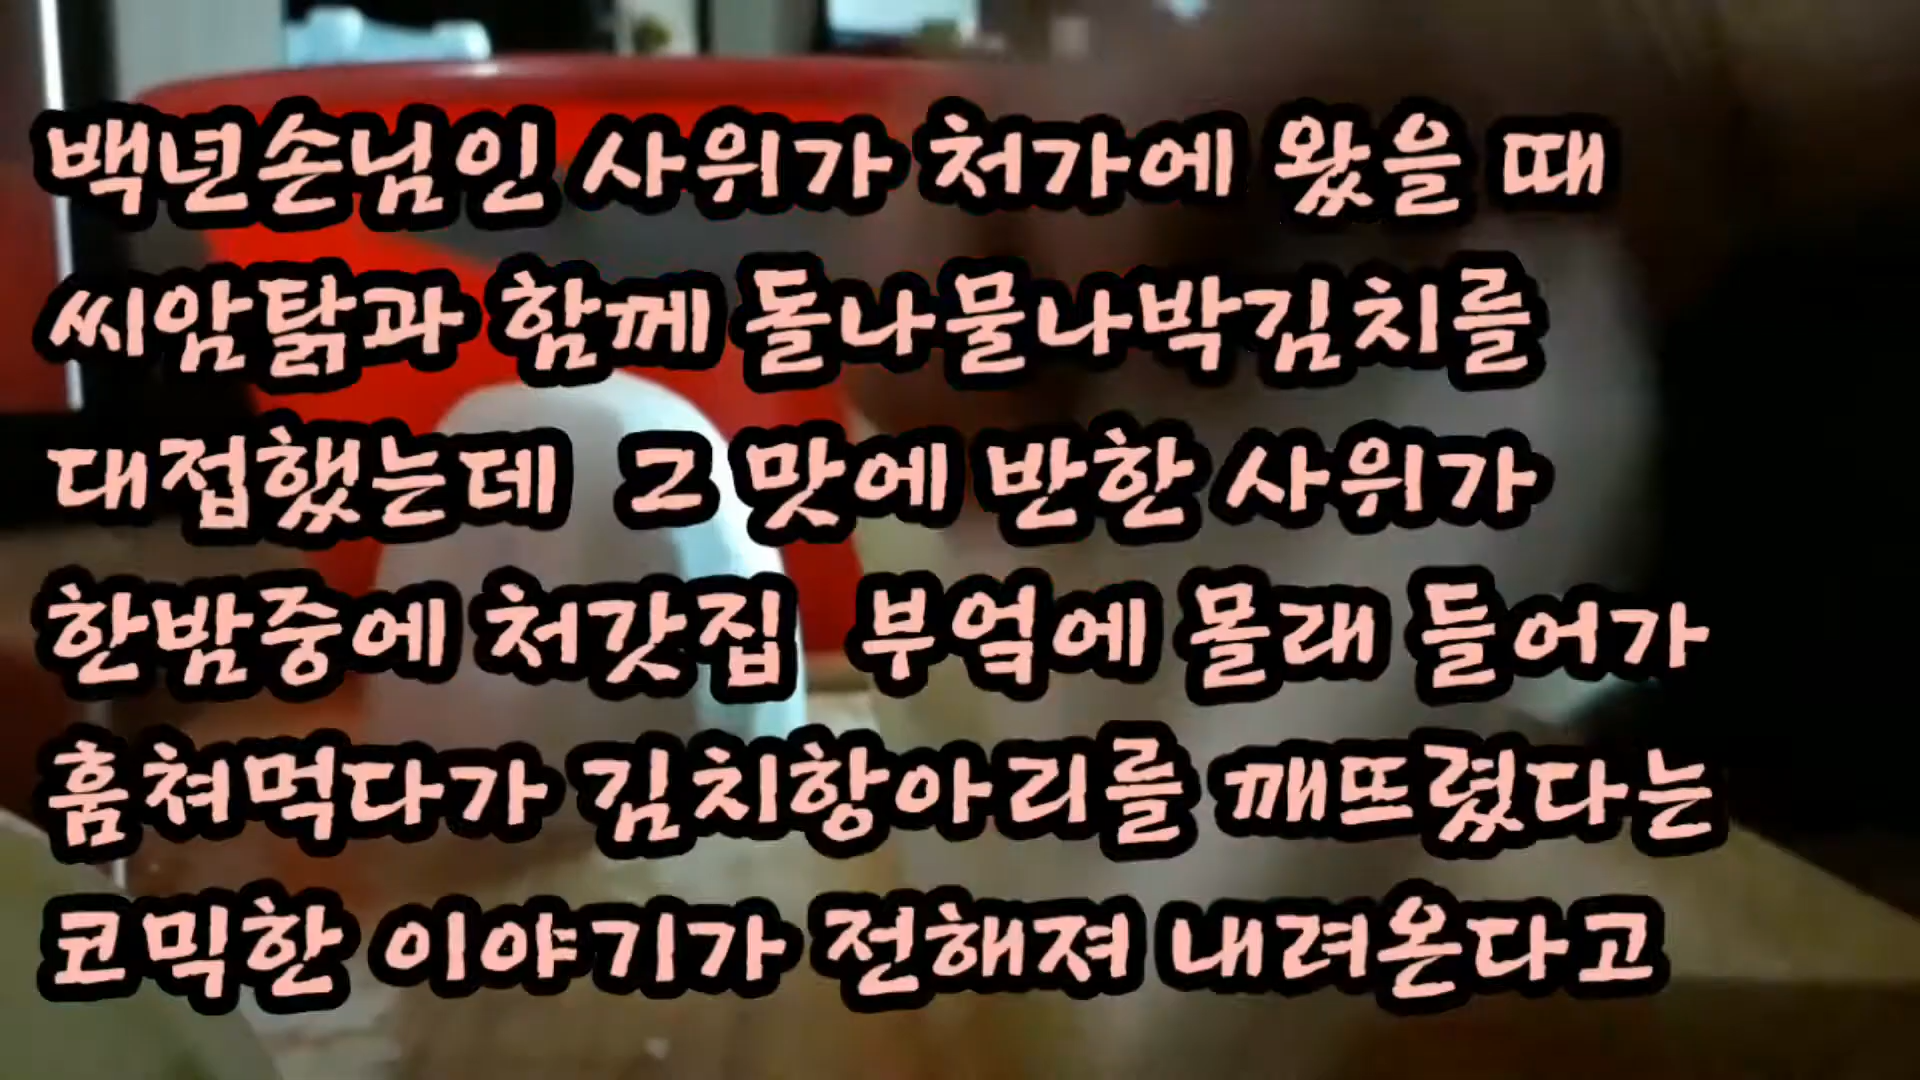 백년손님인 사위가 처가에 왔을 때
씨암탉과 함께 돌나물나박김치를
대접했는데 그 맛에 반한 사위가
한밤중에 처갓집 부엌에 몰래 들어가
훔쳐먹다가 김치항아리를 깨뜨렸다는
코믹한 이야기가 전해져 내려온다고